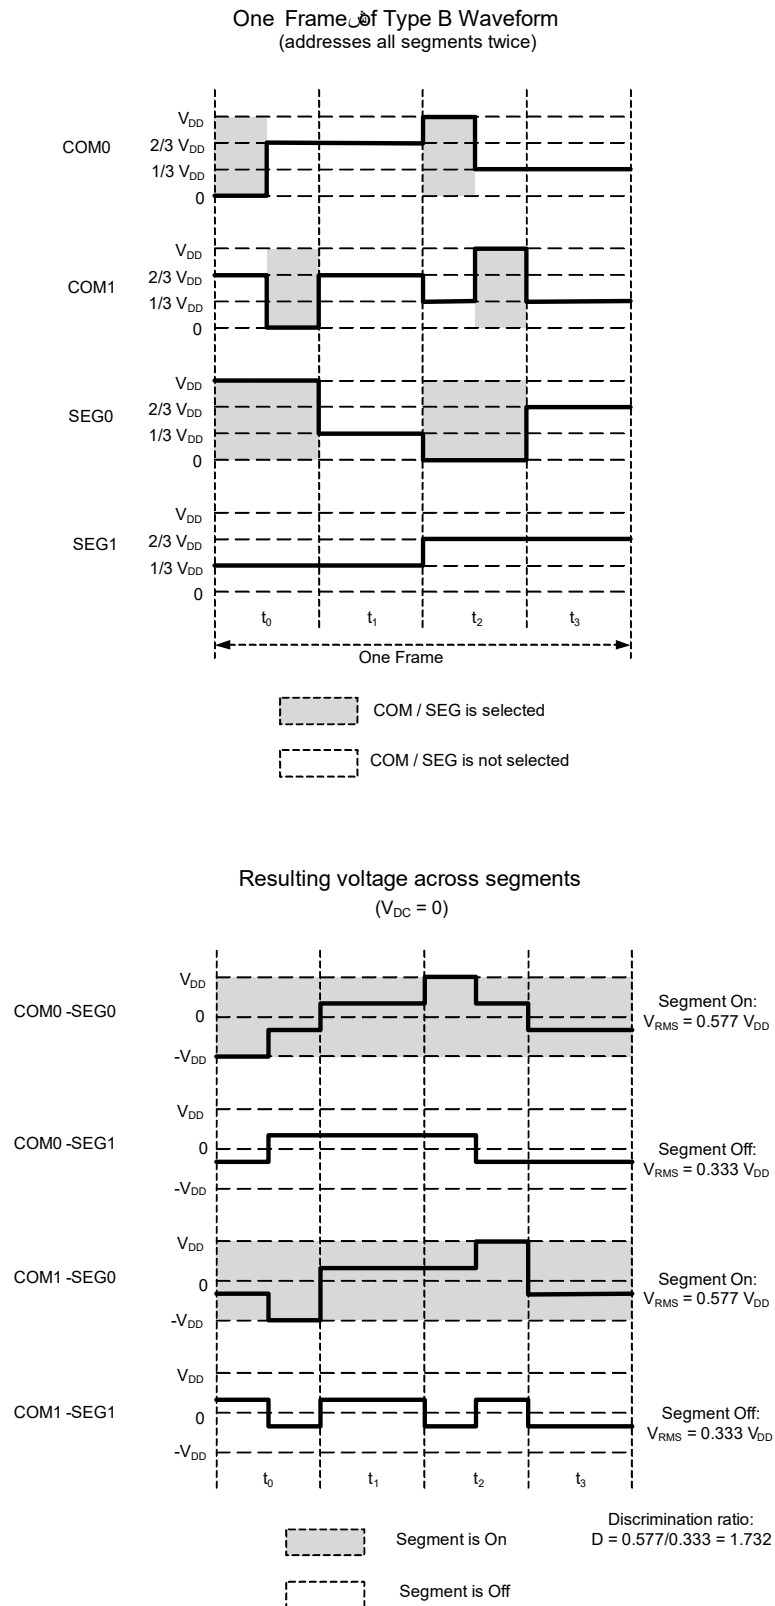 One Frame of Type B Waveform
(addresses all segments twice)
COM0
VDD
2/3 VDD
1/3 VDD
0
COM1
VDD
2/3 VDD
1/3 VDD
0
SEG0
VDD
2/3 VDD
1/3 VDD
0
SEG1
VDD
2/3 VDD
1/3 VDD
0
t0 t1 t2 t3
One Frame
COM / SEG is selected
COM / SEG is not selected
Resulting voltage across segments
(VDC = 0)
COM0 -SEG0
VDD
0
-VDD
Segment On:
VRMS = 0.577 VDD
COM0 -SEG1
VDD
0
-VDD
Segment Off:
VRMS = 0.333 VDD
COM1 -SEG0
VDD
0
-VDD
Segment On:
VRMS = 0.577 VDD
COM1 -SEG1
VDD
0
-VDD
Segment Off:
VRMS = 0.333 VDD
t0 t1 t2 t3
Segment is On
Discrimination ratio:
D = 0.577/0.333 = 1.732
Segment is Off